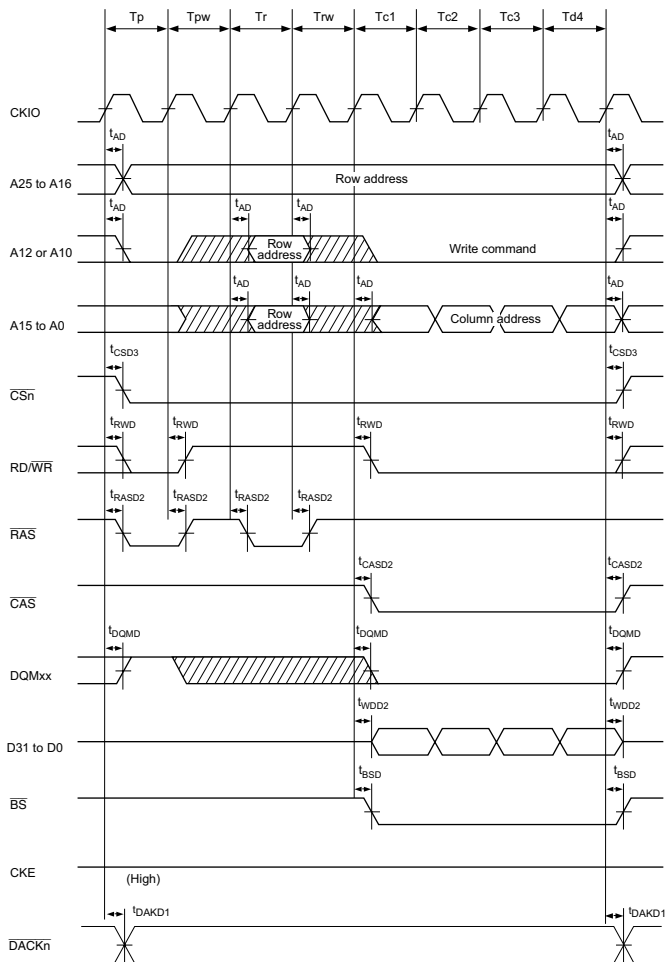 Tp Tpw Tr Trw Tc1 Tc2 Tc3 Td4
CKIO
tAD tAD
A25 to A16 Row address
tAD tAD tAD tAD
A12 or A10 Row address Write command
tAD tAD tAD tAD
A15 to A0 Row address Column address
tCSD3 tCSD3
CSn
tRWD tRWD tRWD tRWD
RD/WR
tRASD2 tRASD2 tRASD2 tRASD2
RAS
tCASD2 tCASD2
CAS
tDQMD tDQMD tDQMD
DQMxx
tWDD2 tWDD2
D31 to D0
tBSD tBSD
BS
CKE
(High)
tDAKD1 tDAKD1
DACKn